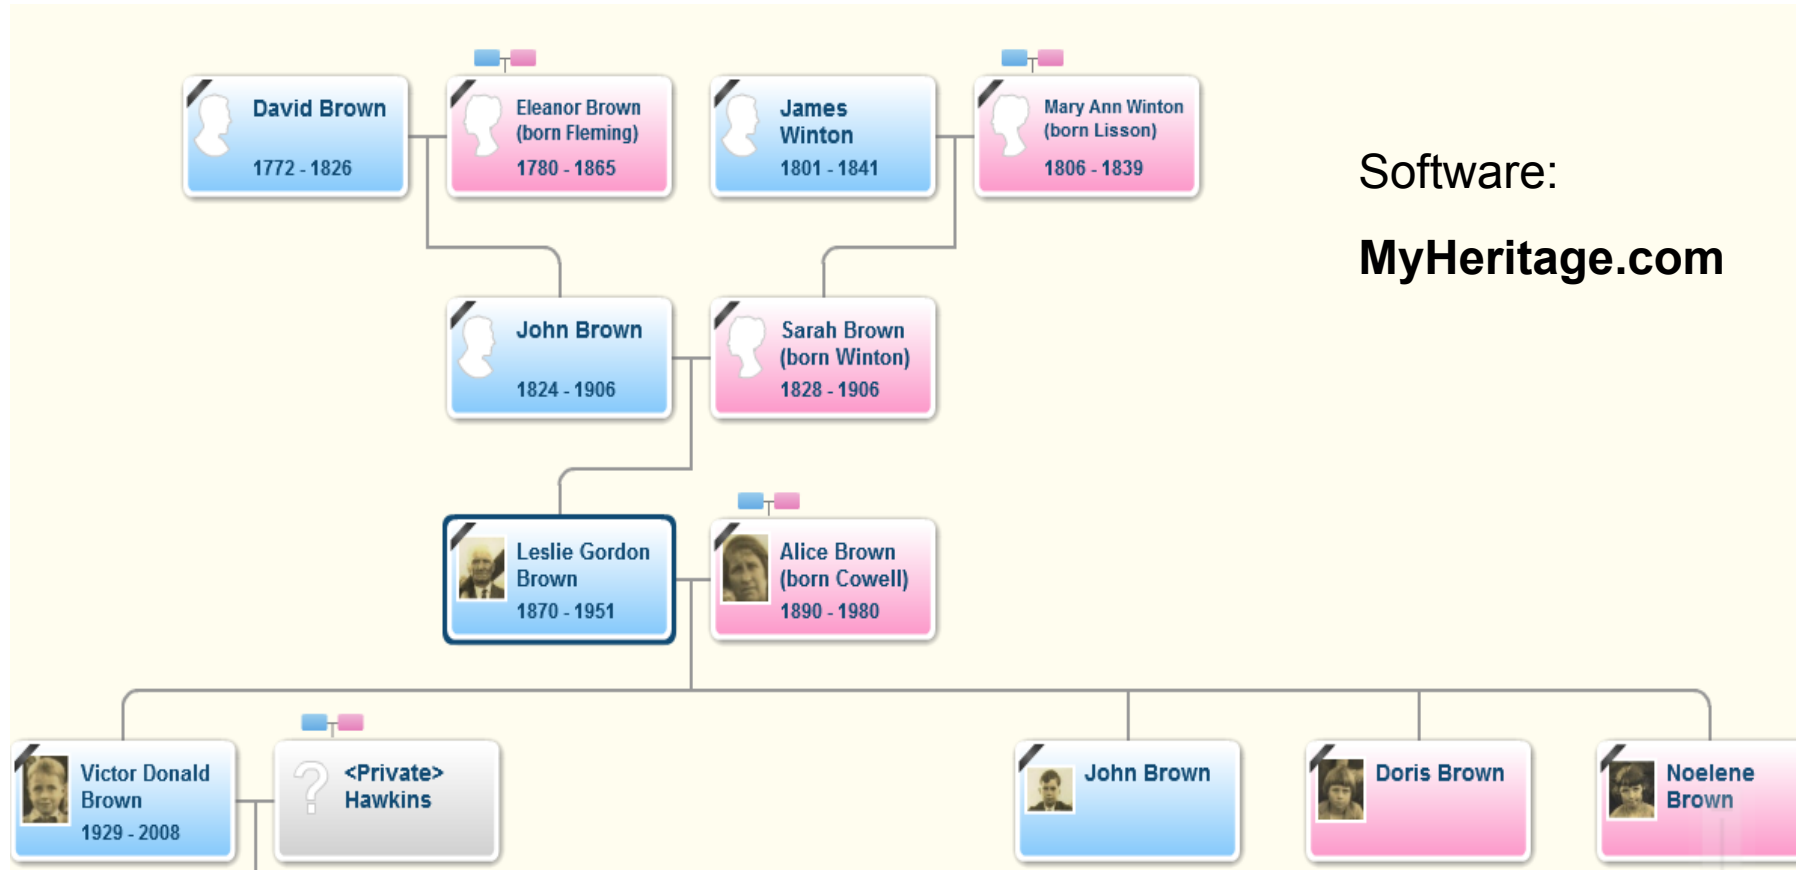 David Brown
1772 - 1826
Eleanor Brown
(born Fleming)
1780 - 1865
James
Winton
1801 - 1841
Mary Ann Winton
(born Lisson)
1806 - 1839
Software:
MyHeritage.com
John Brown
1824 - 1906
Sarah Brown
(born Winton)
1828 - 1906
Leslie Gordon
Brown
1870 - 1951
Alice Brown
(born Cowell)
1890 - 1980
Victor Donald
Brown
1929 - 2008
?
<Private>
Hawkins
John Brown
Doris Brown
Noelene
Brown